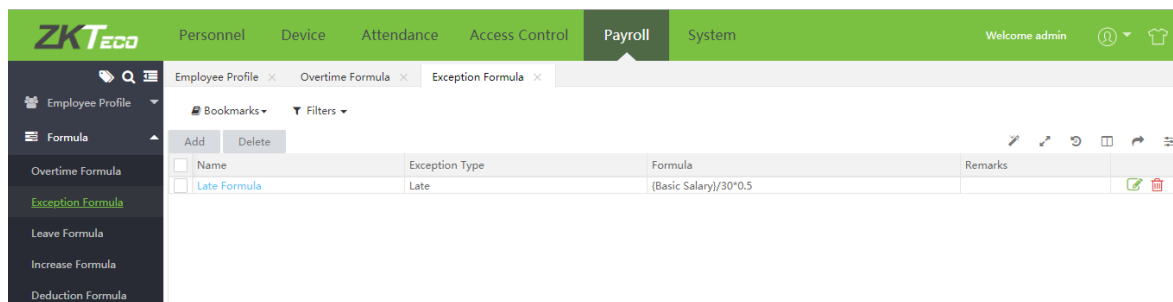 ZKTeco Personnel Device Attendance Access Control Payroll System Welcome admin
Employee Profile Overtime Formula Exception Formula
Employee Profile
Bookmarks Filters
Formula
Add Delete
Name Exception Type Formula Remarks
Overtime Formula
Late Formula Late {Basic Salary}/30*0.5
Exception Formula
Leave Formula
Increase Formula
Deduction Formula